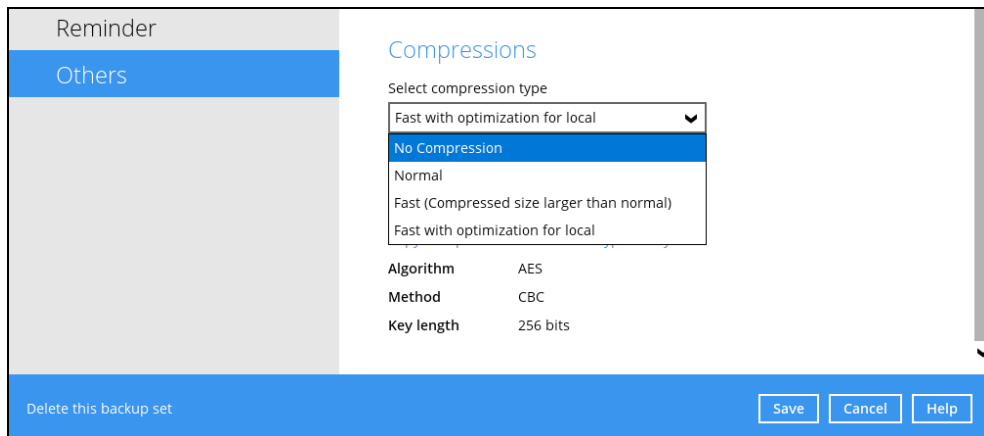 Reminder
Others
Compressions
Select compression type
Fast with optimization for local
No Compression
Normal
Fast (Compressed size larger than normal)
Fast with optimization for local
Algorithm AES
Method CBC
Key length 256 bits
Delete this backup set
Save Cancel Help